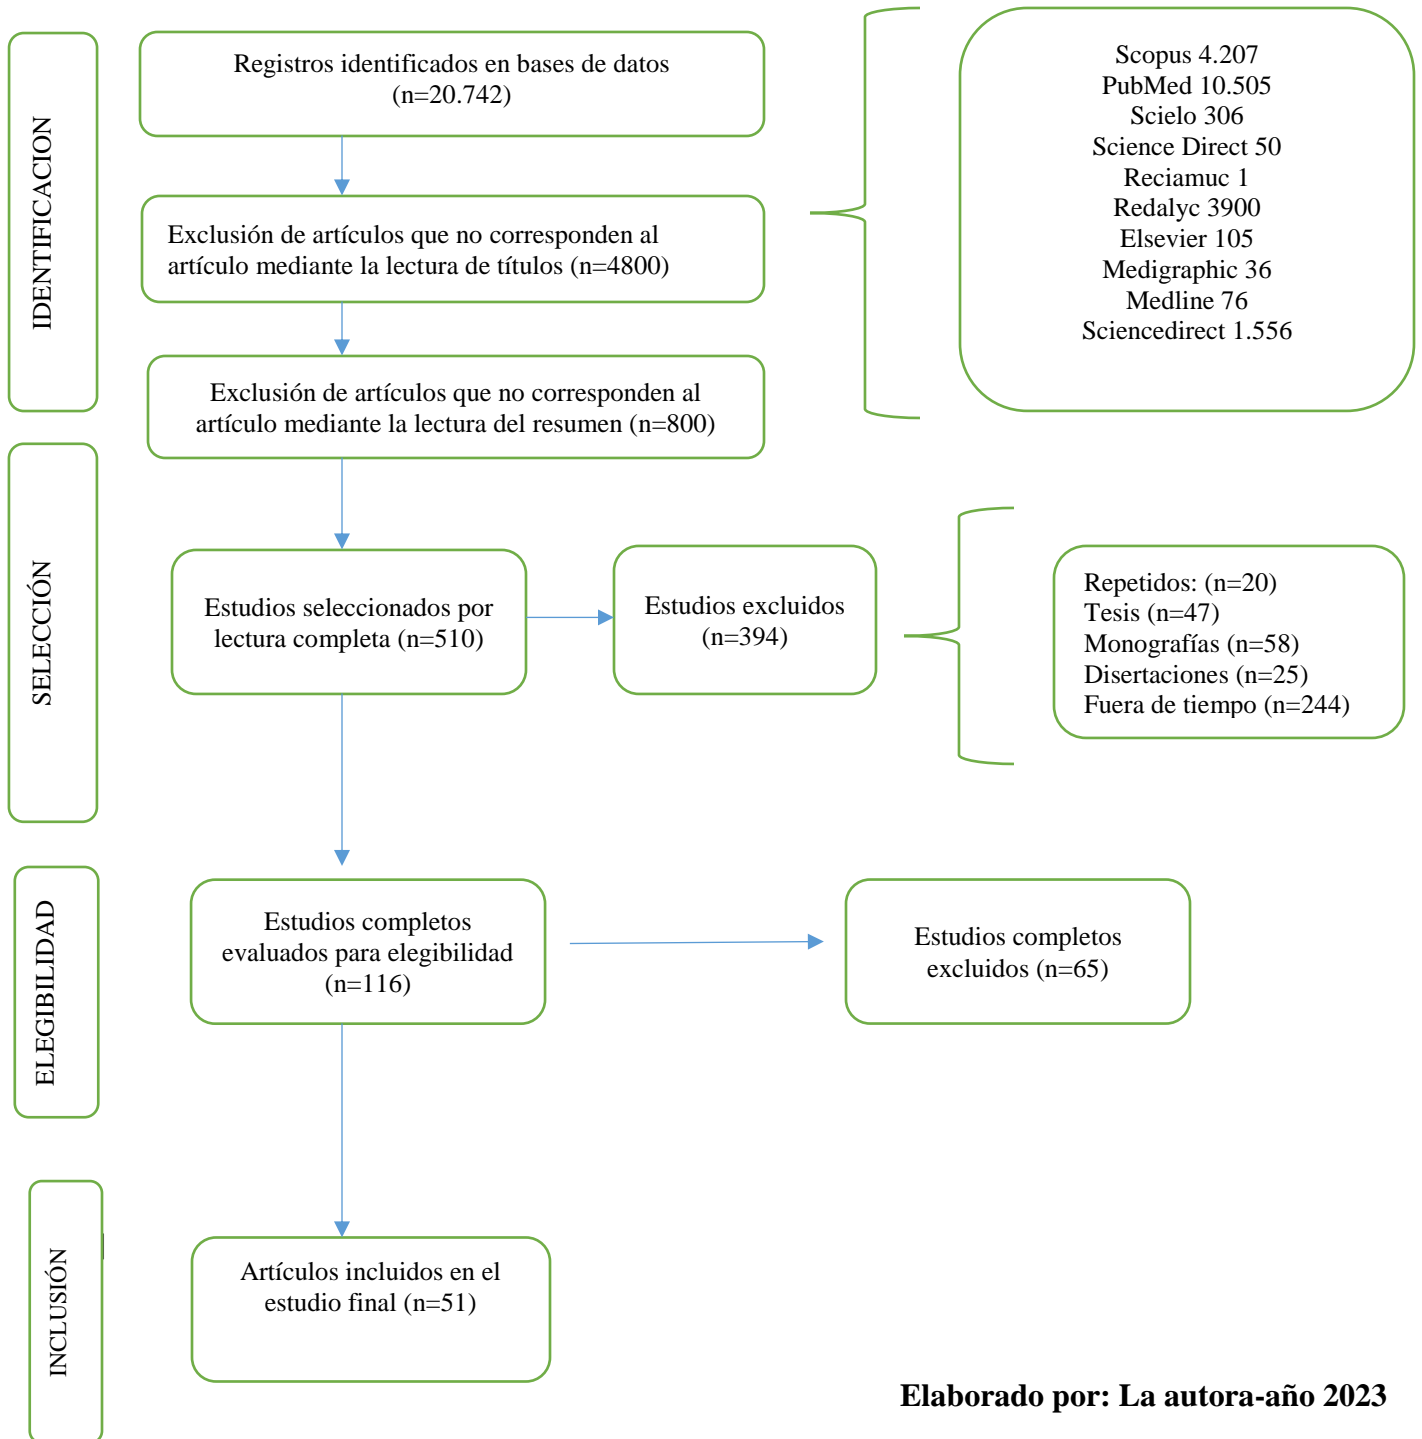 IDENTIFICACION
Registros identificados en bases de datos
(n=20.742)
Scopus 4.207
PubMed 10.505
Scielo 306
Science Direct 50
Reciamuc 1
Redalyc 3900
Elsevier 105
Medigraphic 36
Medline 76
Sciencedirect 1.556
Exclusión de artículos que no corresponden al
artículo mediante la lectura de títulos (n=4800)
Exclusión de artículos que no corresponden al
artículo mediante la lectura del resumen (n=800)
SELECCIÓN
Estudios seleccionados por
lectura completa (n=510)
Estudios excluidos
(n=394)
Repetidos: (n=20)
Tesis (n=47)
Monografías (n=58)
Disertaciones (n=25)
Fuera de tiempo (n=244)
ELEGIBILIDAD
Estudios completos
evaluados para elegibilidad
(n=116)
Estudios completos
excluidos (n=65)
INCLUSIÓN
Artículos incluidos en el
estudio final (n=51)
Elaborado por: La autora-año 2023